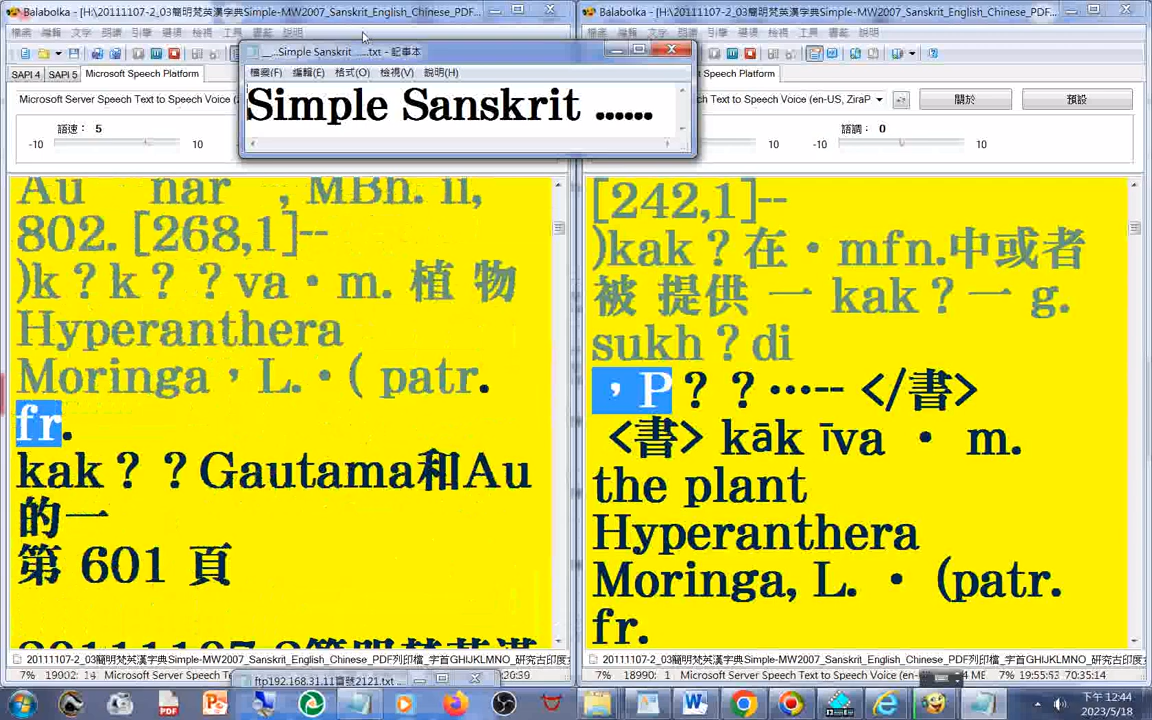 Balabolka - [H:\20111107-2_03簡明梵英漢字典Simple-MW2007_Sanskrit_English_Chinese_PDF...
Balabolka - [H:\20111107-2_03簡明梵英漢字典Simple-MW2007_Sanskrit_English_Chinese_PDF...
檔案 編輯 文字
__...Simple Sanskrit ......txt - 記事本
檔案(F) 編輯(E) 格式(O) 檢視(V) 說明(H)
Simple Sanskrit ......
SAPI 4 SAPI 5 Microsoft Speech Platform
Speech Platform
Microsoft Server Speech Text to Speech Voice (
Text to Speech Voice (en-US, ZiraP
關於
預設
語速： 5
-10 10
語調： 0
10 -10 10
Au nar , MBh. ii,
802. [268,1]--
)k？k？？va·m. 植 物
Hyperanthera
Moringa，L.·( patr.
fr.
kak？？Gautama和Au
的一
第 601 頁
[242,1]--
)kak？在·mfn.中或者
被 提供 一 kak？一 g.
sukh？di
，P？？···-- </書>
<書> kāk īva · m.
the plant
Hyperanthera
Moringa, L. · (patr.
fr.
20111107-2_03簡明梵英漢字典Simple-MW2007_Sanskrit_English_Chinese_PDF列印檔_字首GHIJKLMNO_研究古印度
20111107-2_03簡明梵英漢字典Simple-MW2007_Sanskrit_English_Chinese_PDF列印檔_字首GHIJKLMNO_研究古印度
7% 19902: 14 Microsoft Server Speech
ftp192.168.31.11
7% 18990: 1 Microsoft Server Speech Text to Speech Voice (en-
19:55:53 70:35:14
下午 12:44
2023/5/18